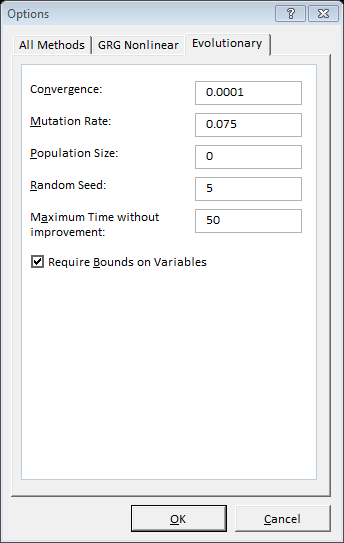 Options
All Methods
GRG Nonlinear
Evolutionary
Convergence:
0.0001
Mutation Rate:
0.075
Population Size:
0
Random Seed:
5
Maximum Time without
improvement:
50
Require Bounds on Variables
OK
Cancel